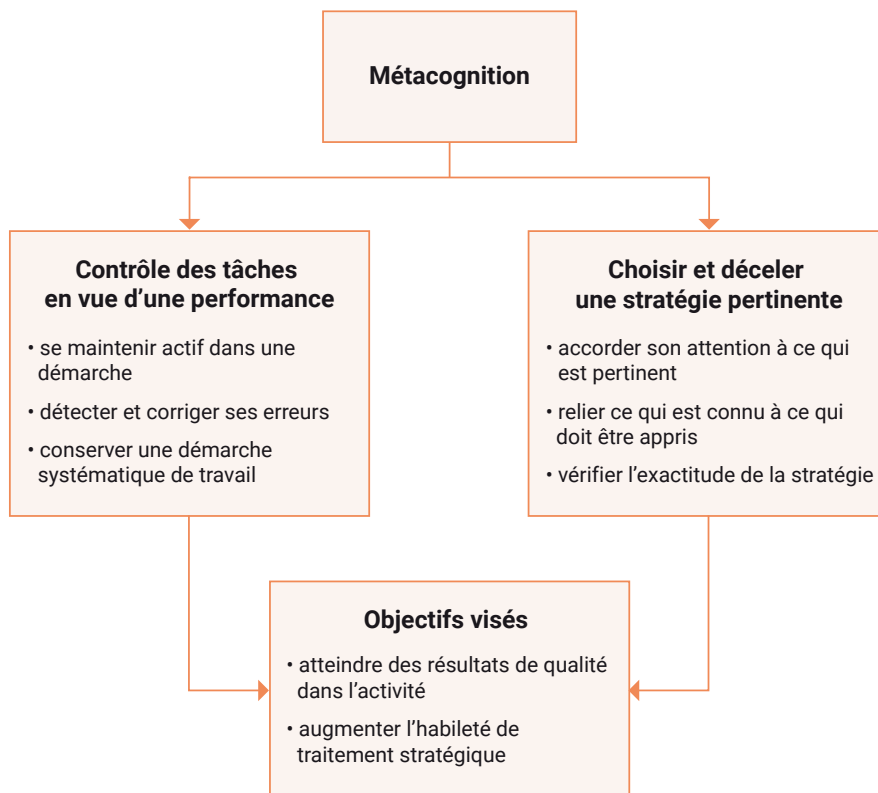 Métacognition
Contrôle des tâches
en vue d’une performance
• se maintenir actif dans une
démarche
• détecter et corriger ses erreurs
• conserver une démarche
systématique de travail
Choisir et déceler
une stratégie pertinente
• accorder son attention à ce qui
est pertinent
• relier ce qui est connu à ce qui
doit être appris
• vérifier l’exactitude de la stratégie
Objectifs visés
• atteindre des résultats de qualité
dans l’activité
• augmenter l’habileté de
traitement stratégique